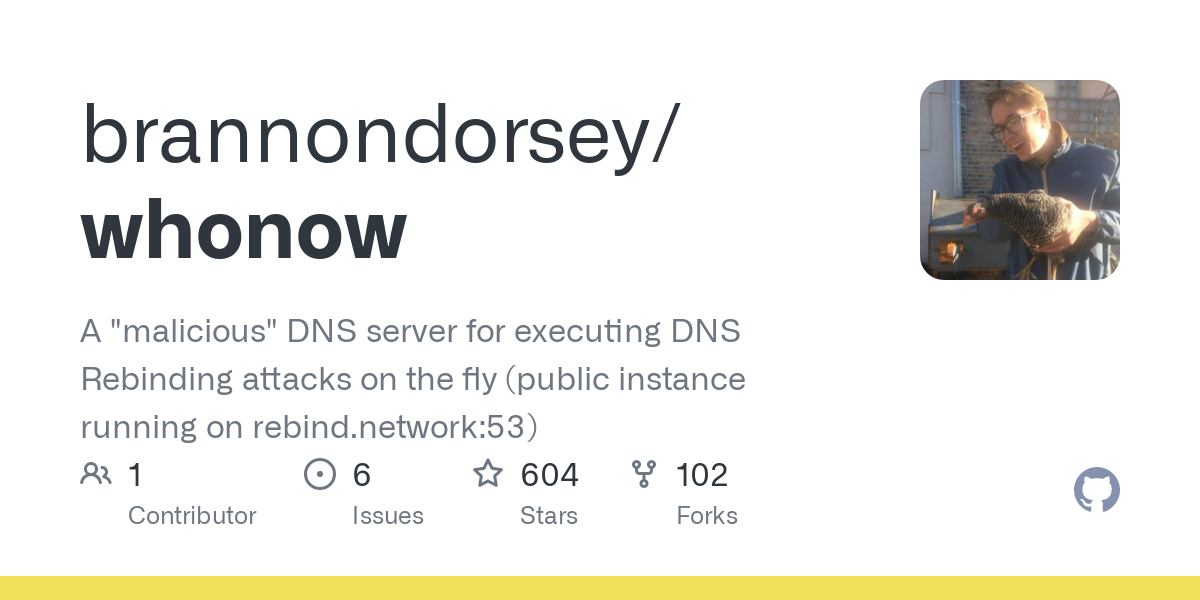 brannondorsey/
whonow
A "malicious" DNS server for executing DNS
Rebinding attacks on the fly (public instance
running on rebind.network:53)
1
Contributor
6
Issues
604
Stars
102
Forks